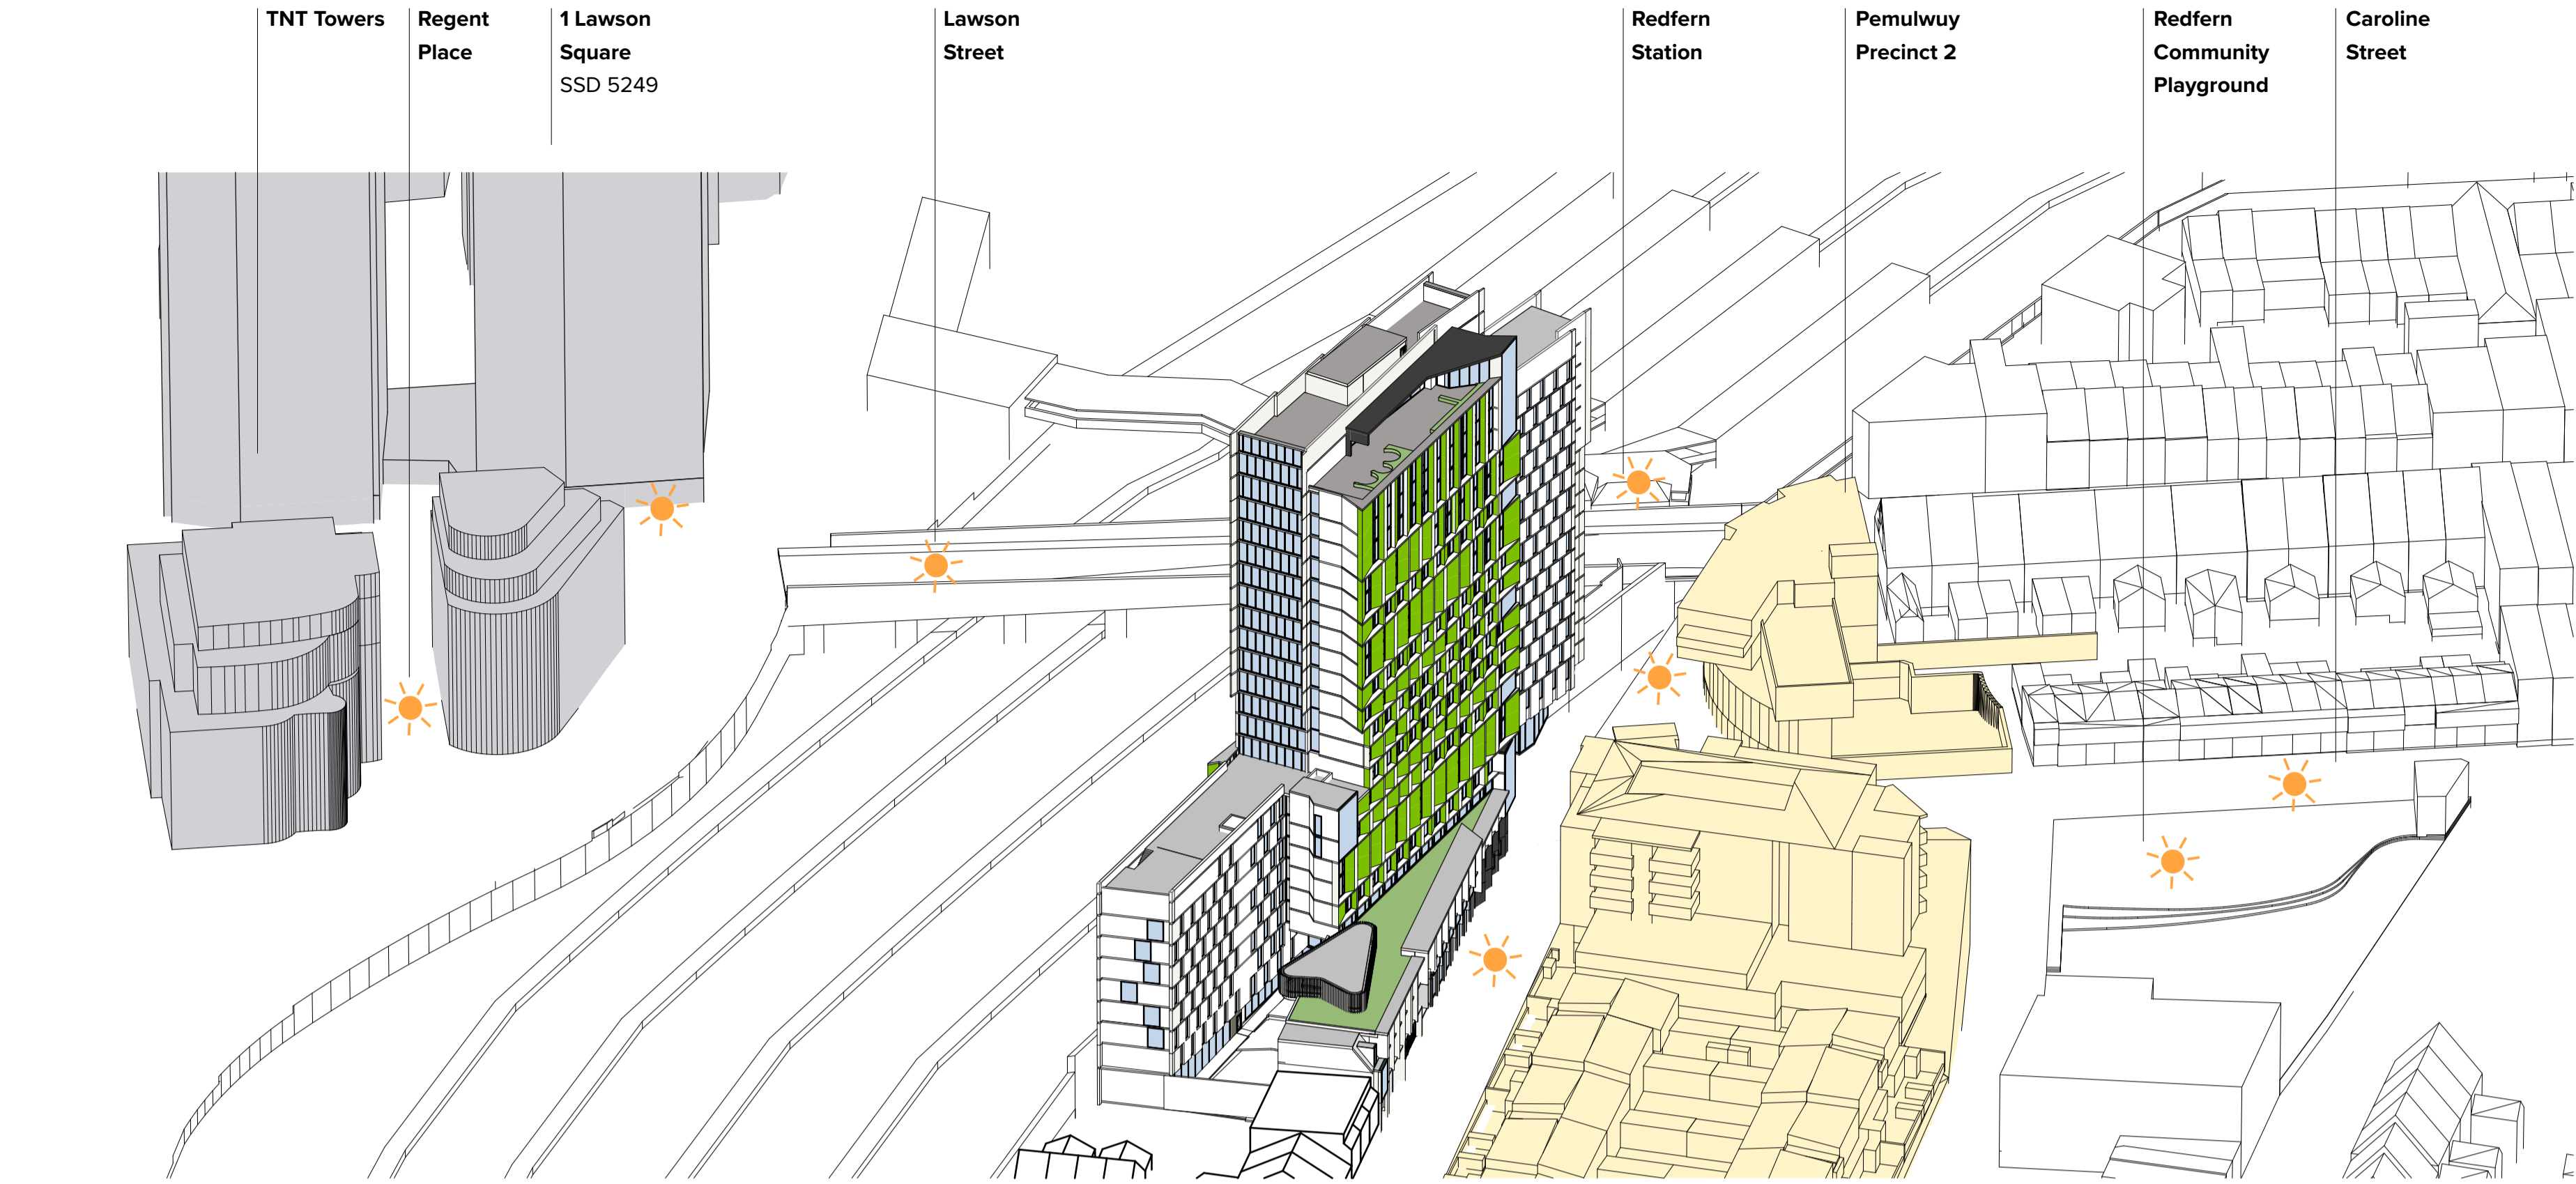 TNT Towers
Regent
Place
1 Lawson
Square
SSD 5249
Lawson
Street
Redfern
Station
Pemulwuy
Precinct 2
Redfern
Community
Playground
Caroline
Street